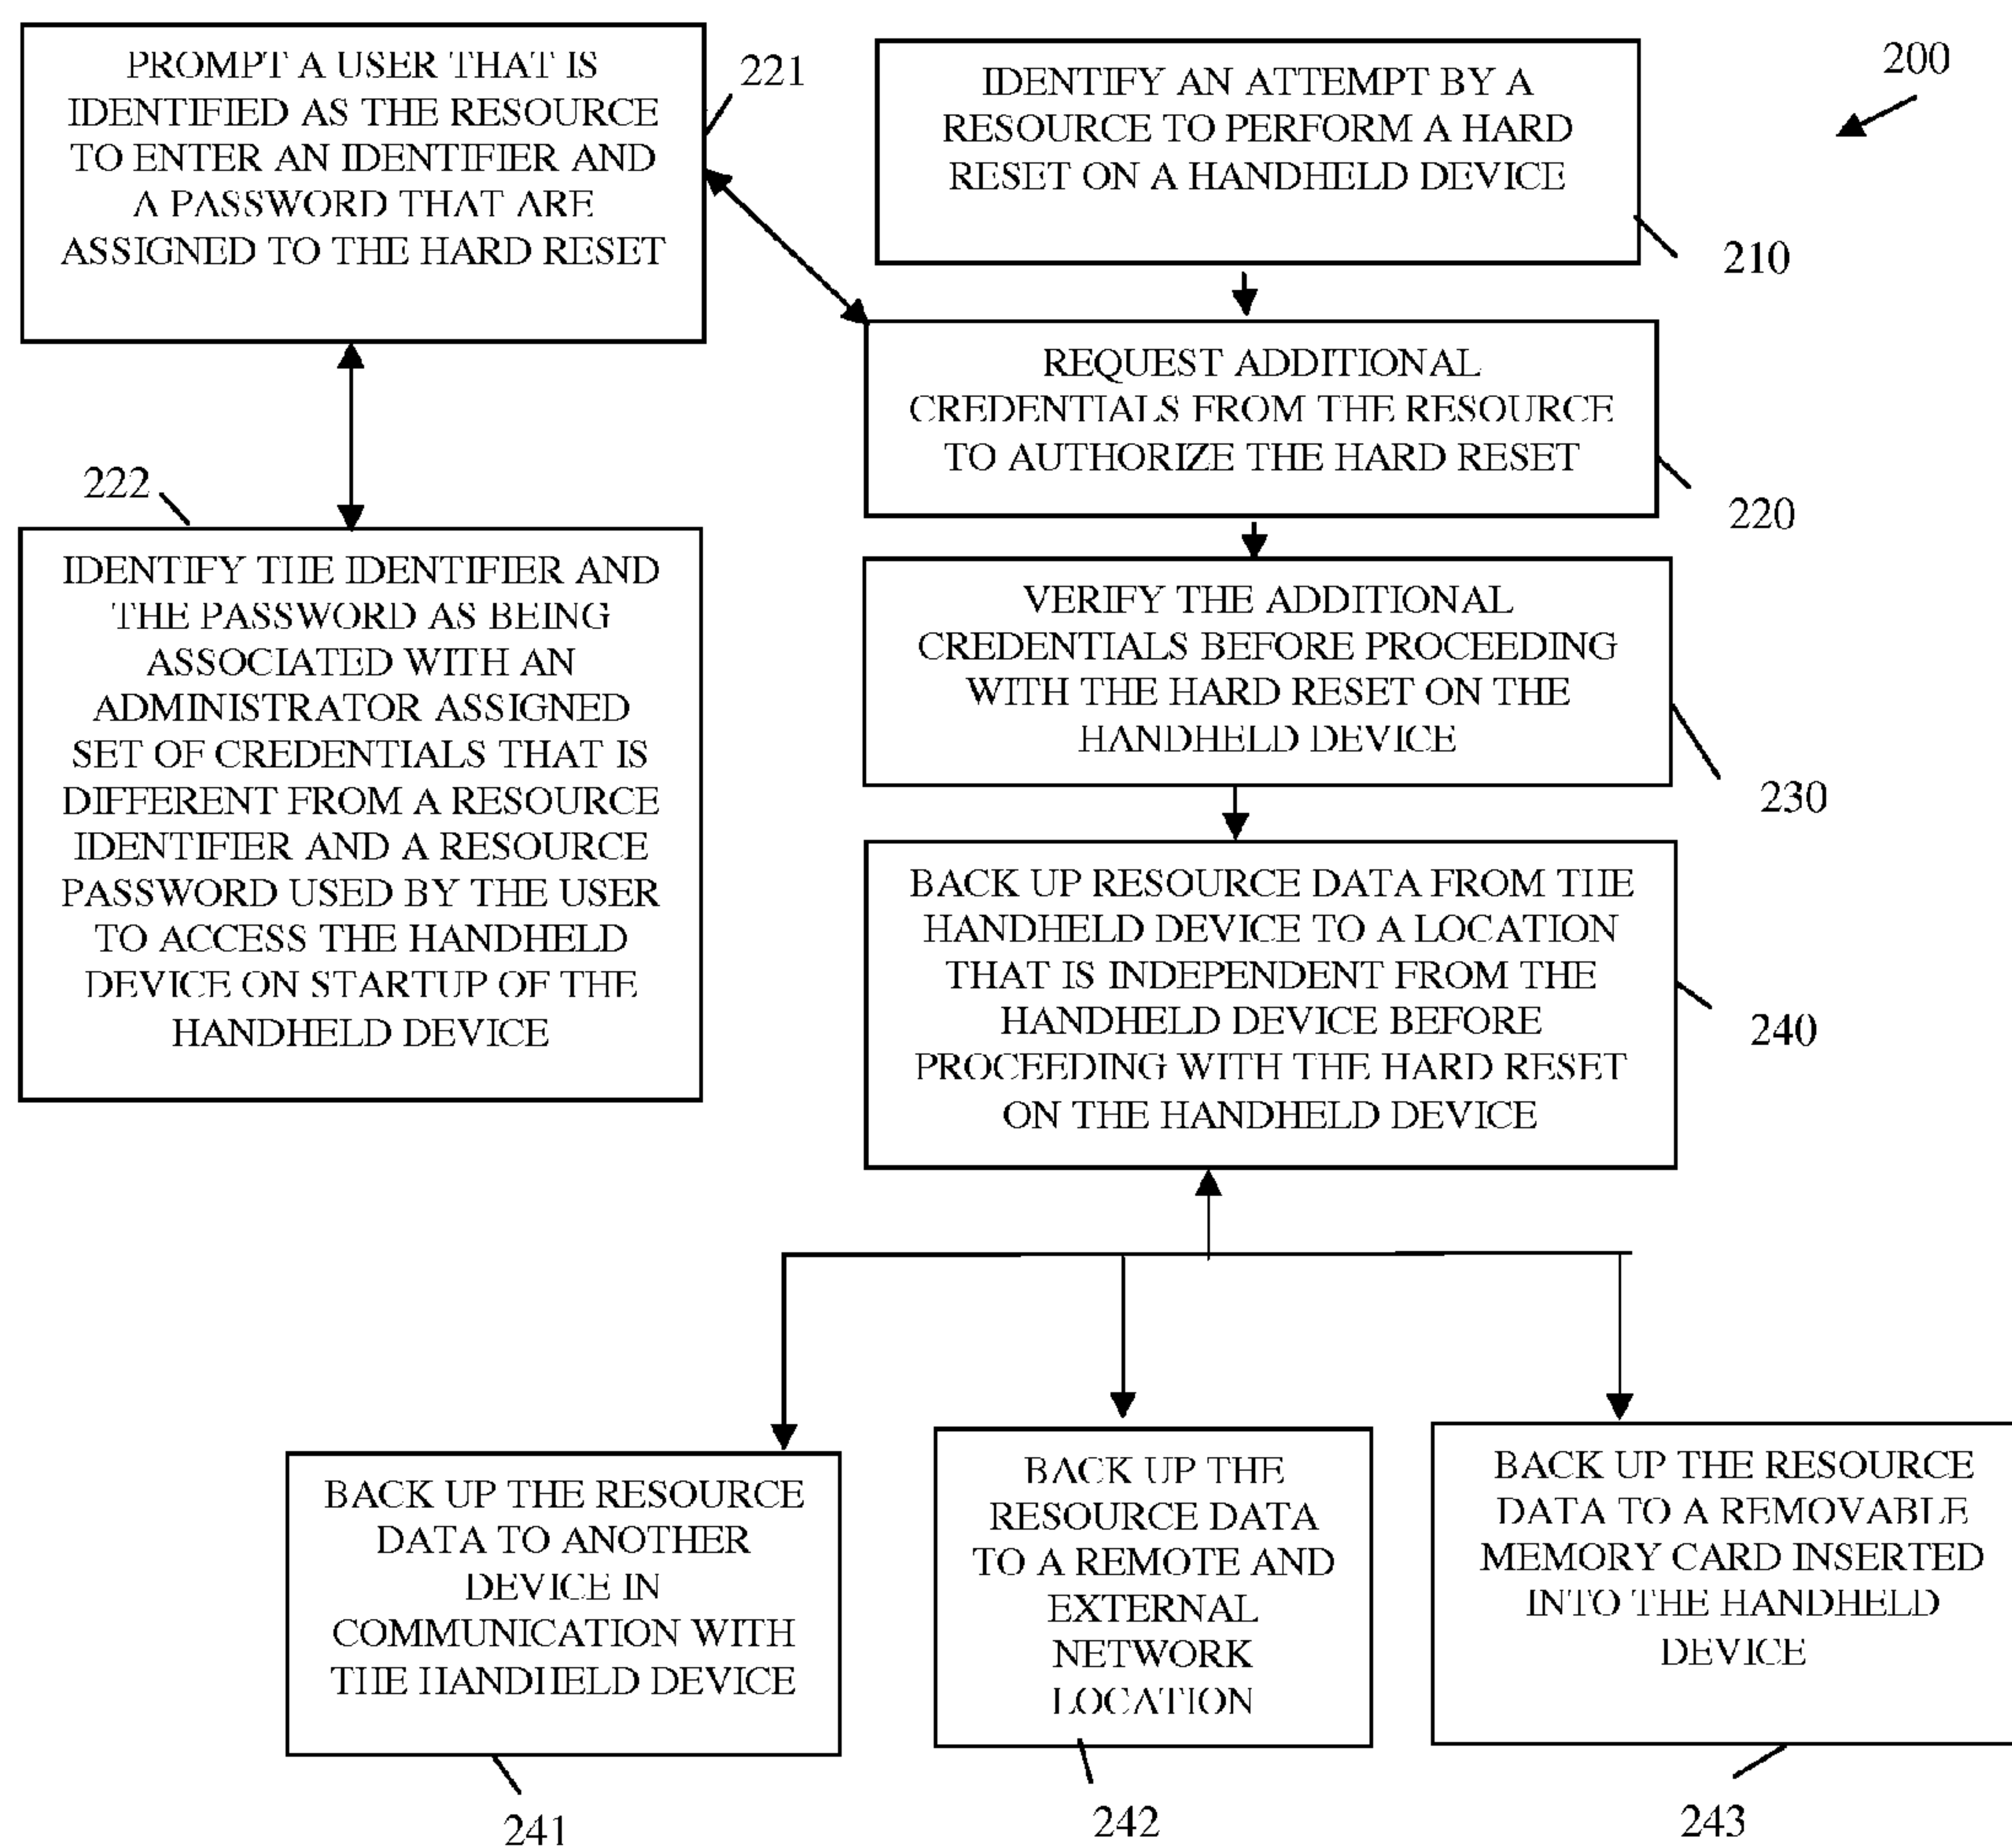 200
IDENTIFY AN ATTEMPT BY A
RESOURCE TO PERFORM A HARD
RESET ON A HANDHELD DEVICE
210
PROMPT A USER THAT IS
IDENTIFIED AS THE RESOURCE
TO ENTER AN IDENTIFIER AND
A PASSWORD THAT ARE
ASSIGNED TO THE HARD RESET
221
REQUEST ADDITIONAL
CREDENTIALS FROM THE RESOURCE
TO AUTHORIZE THE HARD RESET
220
222
IDENTIFY THE IDENTIFIER AND
THE PASSWORD AS BEING
ASSOCIATED WITH AN
ADMINISTRATOR ASSIGNED
SET OF CREDENTIALS THAT IS
DIFFERENT FROM A RESOURCE
IDENTIFIER AND A RESOURCE
PASSWORD USED BY THE USER
TO ACCESS THE HANDHELD
DEVICE ON STARTUP OF THE
HANDHELD DEVICE
VERIFY THE ADDITIONAL
CREDENTIALS BEFORE PROCEEDING
WITH THE HARD RESET ON THE
HANDHELD DEVICE
230
BACK UP RESOURCE DATA FROM THE
HANDHELD DEVICE TO A LOCATION
THAT IS INDEPENDENT FROM THE
HANDHELD DEVICE BEFORE
PROCEEDING WITH THE HARD RESET
ON THE HANDHELD DEVICE
240
BACK UP THE RESOURCE
DATA TO ANOTHER
DEVICE IN
COMMUNICATION WITH
THE HANDHELD DEVICE
241
BACK UP THE
RESOURCE DATA
TO A REMOTE AND
EXTERNAL
NETWORK
LOCATION
242
BACK UP THE RESOURCE
DATA TO A REMOVABLE
MEMORY CARD INSERTED
INTO THE HANDHELD
DEVICE
243